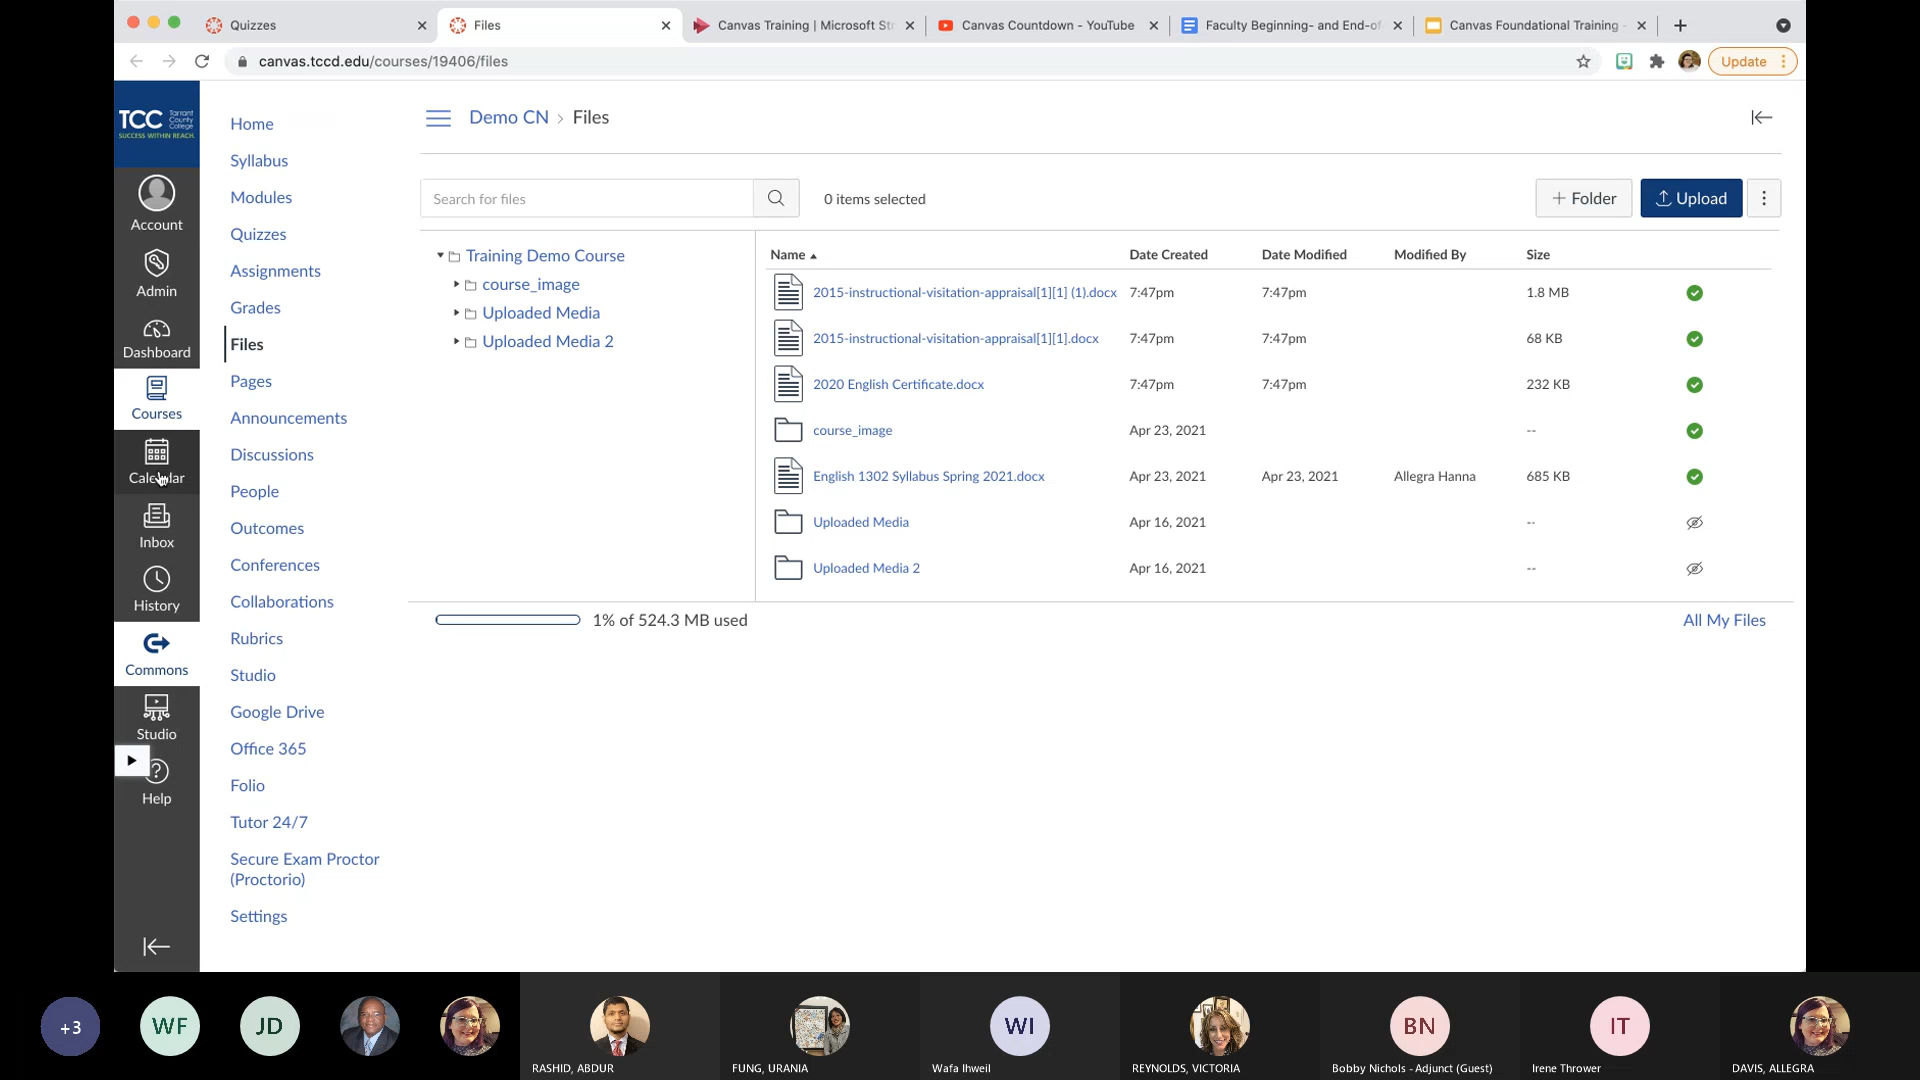 Quizzes
Files
Canvas Training | Microsoft Str
Canvas Countdown - YouTube
Faculty Beginning- and End-of
Canvas Foundational Training -
canvas.tccd.edu/courses/19406/files
Update
TCC Tarrant County College
SUCCESS WITHIN REACH.
Account
Admin
Dashboard
Courses
Calendar
Inbox
History
Commons
Studio
?
Help
Home
Syllabus
Modules
Quizzes
Assignments
Grades
Files
Pages
Announcements
Discussions
People
Outcomes
Conferences
Collaborations
Rubrics
Studio
Google Drive
Office 365
Folio
Tutor 24/7
Secure Exam Proctor
(Proctorio)
Settings
Demo CN › Files
Search for files
0 items selected
+ Folder
Upload
Training Demo Course
course_image
Uploaded Media
Uploaded Media 2
Name Date Created Date Modified Modified By Size
2015-instructional-visitation-appraisal[1][1] (1).docx 7:47pm 7:47pm 1.8 MB
2015-instructional-visitation-appraisal[1][1].docx 7:47pm 7:47pm 68 KB
2020 English Certificate.docx 7:47pm 7:47pm 232 KB
course_image Apr 23, 2021 --
English 1302 Syllabus Spring 2021.docx Apr 23, 2021 Apr 23, 2021 Allegra Hanna 685 KB
Uploaded Media Apr 16, 2021 --
Uploaded Media 2 Apr 16, 2021 --
1% of 524.3 MB used
All My Files
+3
WF
JD
WI
BN
IT
RASHID, ABDUR
FUNG, URANIA
Wafa Ihweil
REYNOLDS, VICTORIA
Bobby Nichols - Adjunct (Guest)
Irene Thrower
DAVIS, ALLEGRA